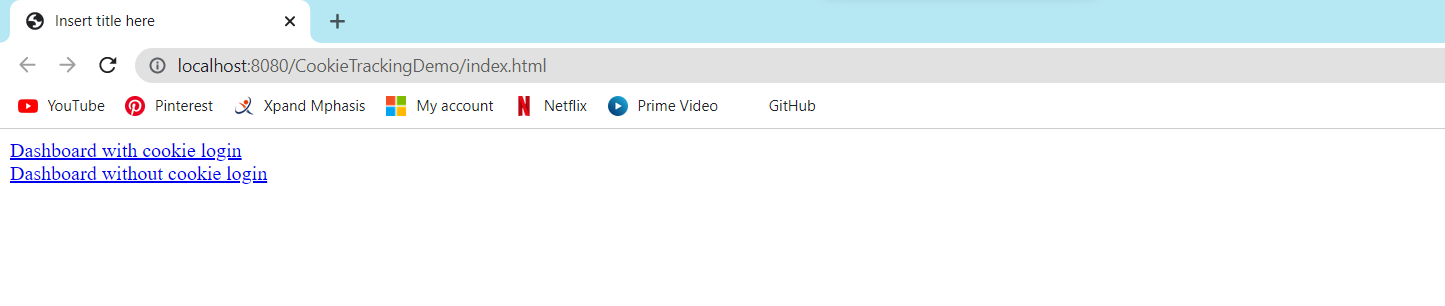 Insert title here
localhost:8080/CookieTrackingDemo/index.html
YouTube Pinterest Xpand Mphasis My account Netflix Prime Video GitHub
Dashboard with cookie login
Dashboard without cookie login